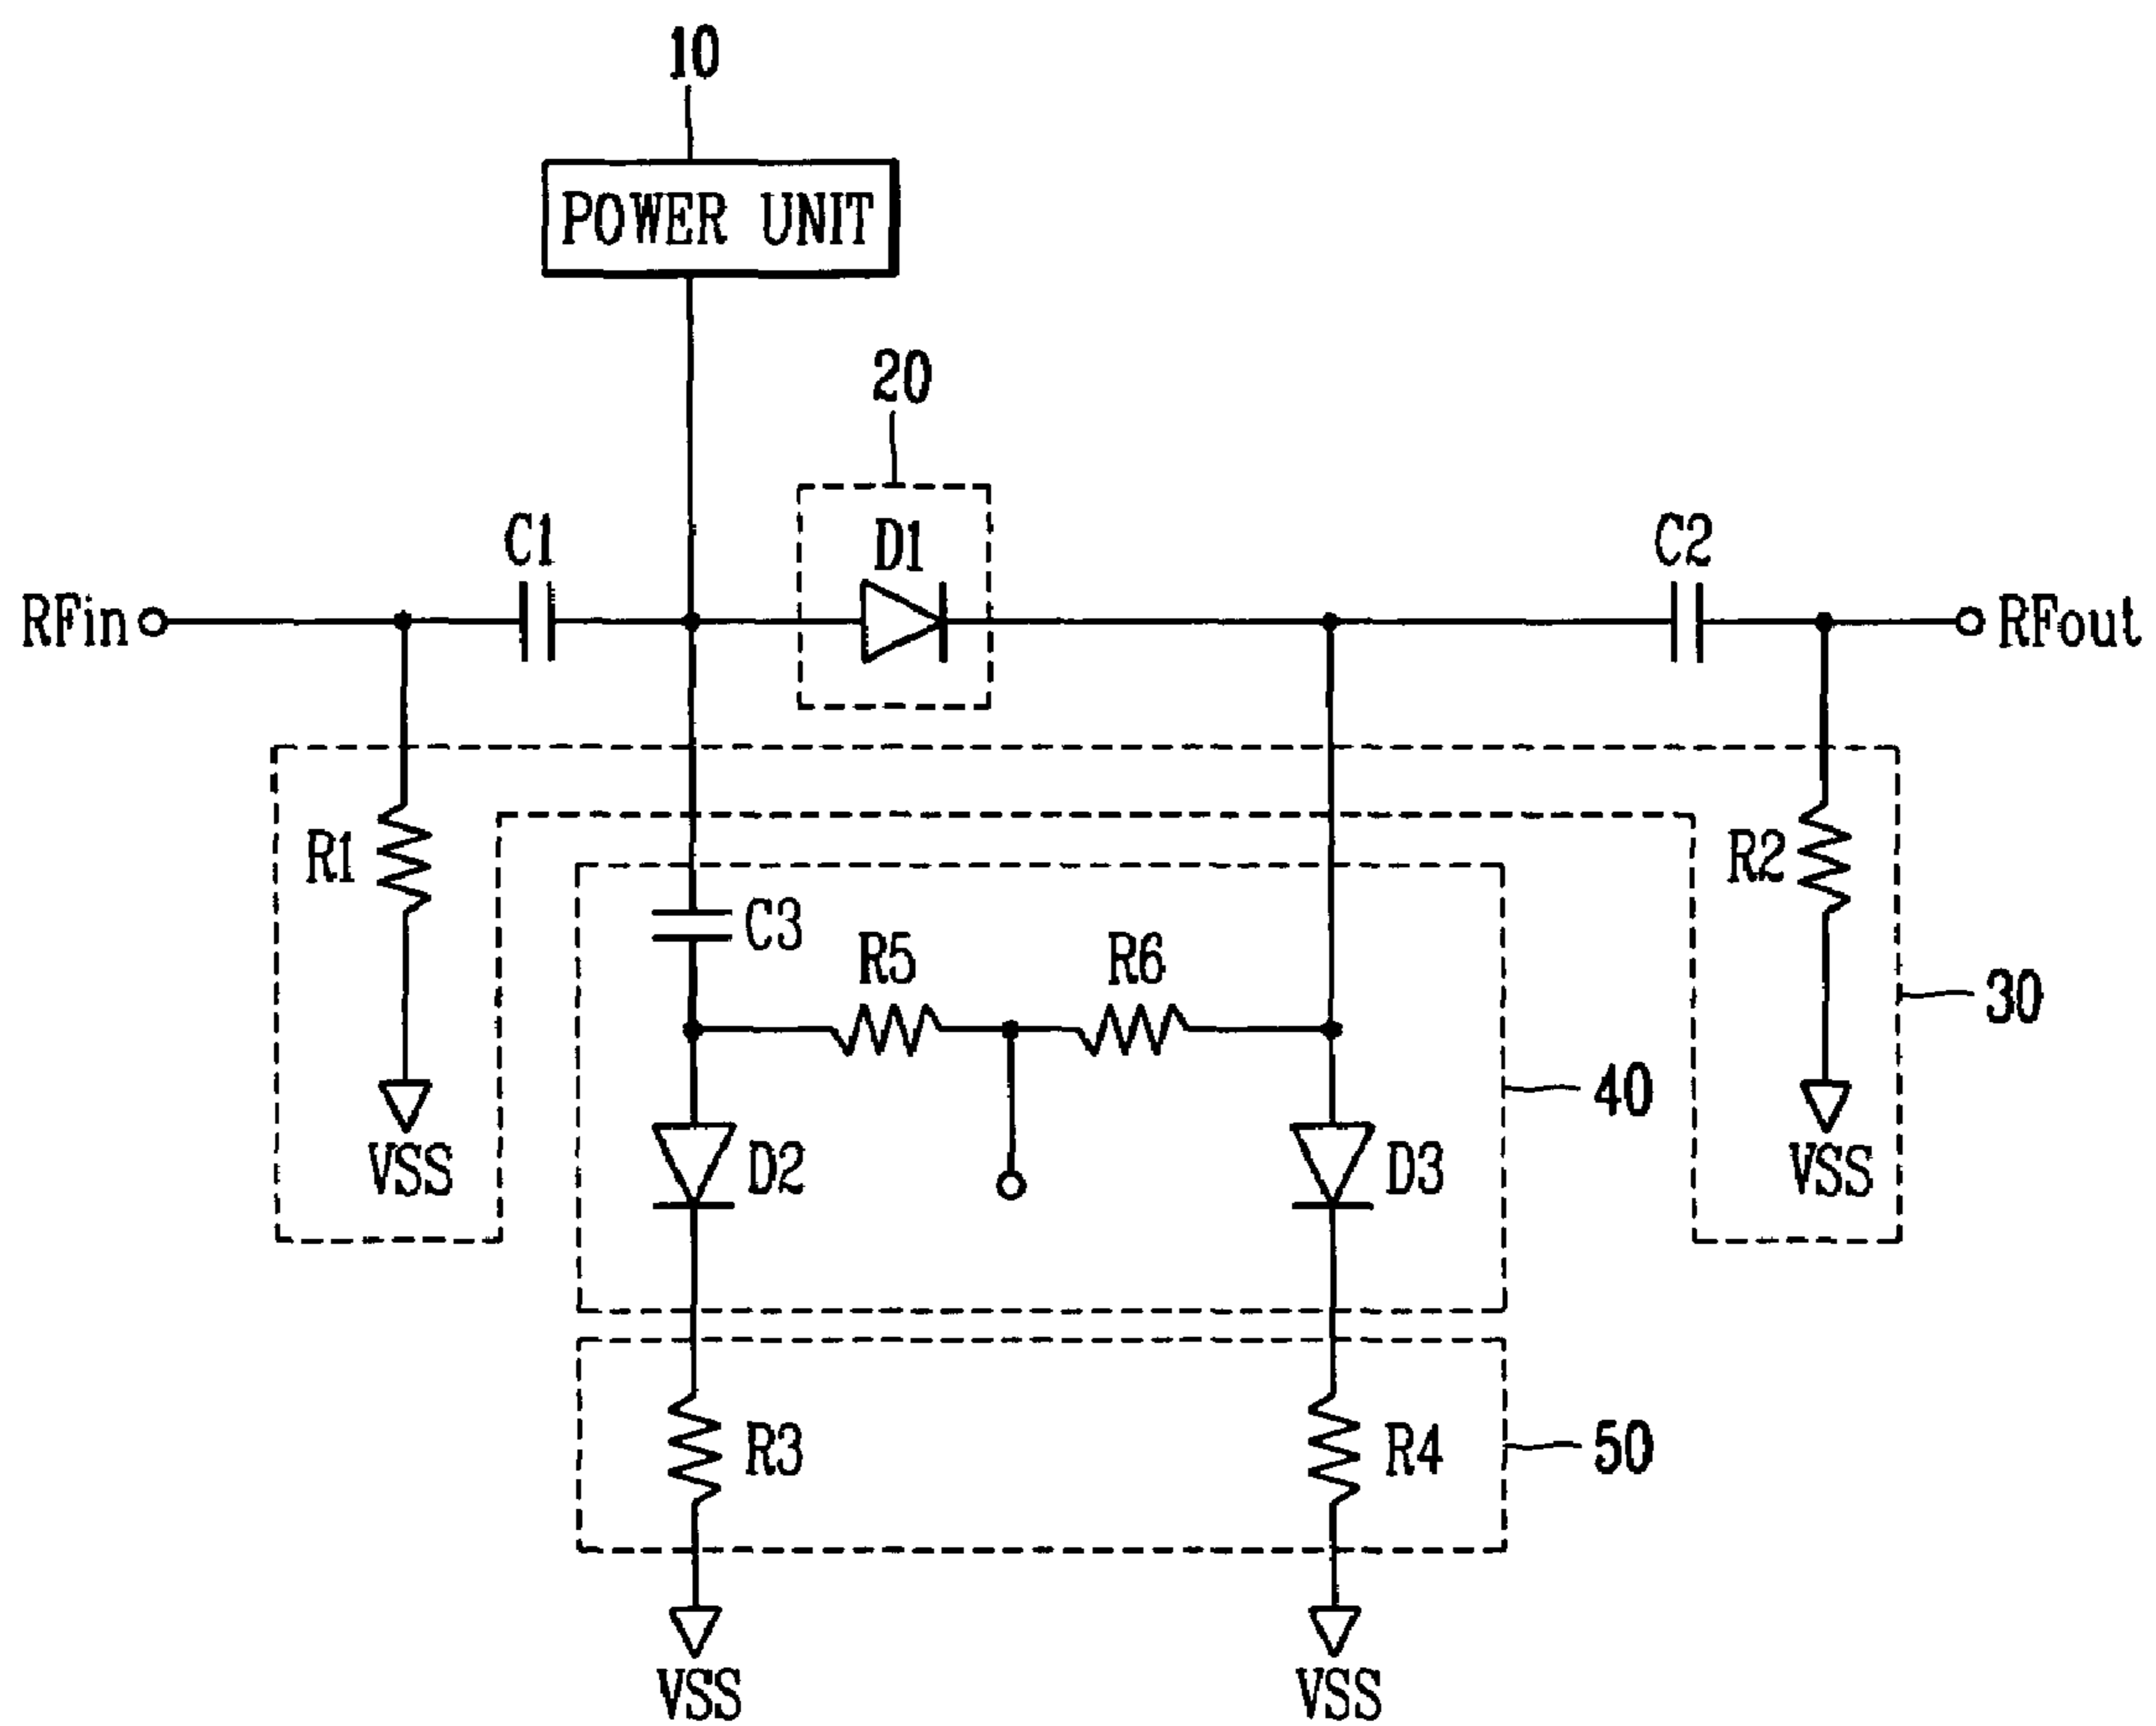 10
POWER UNIT
20
C1
D1
C2
RFin
RFout
R1
R2
C3
R5
R6
30
40
VSS
D2
D3
VSS
R3
R4
50
VSS
VSS